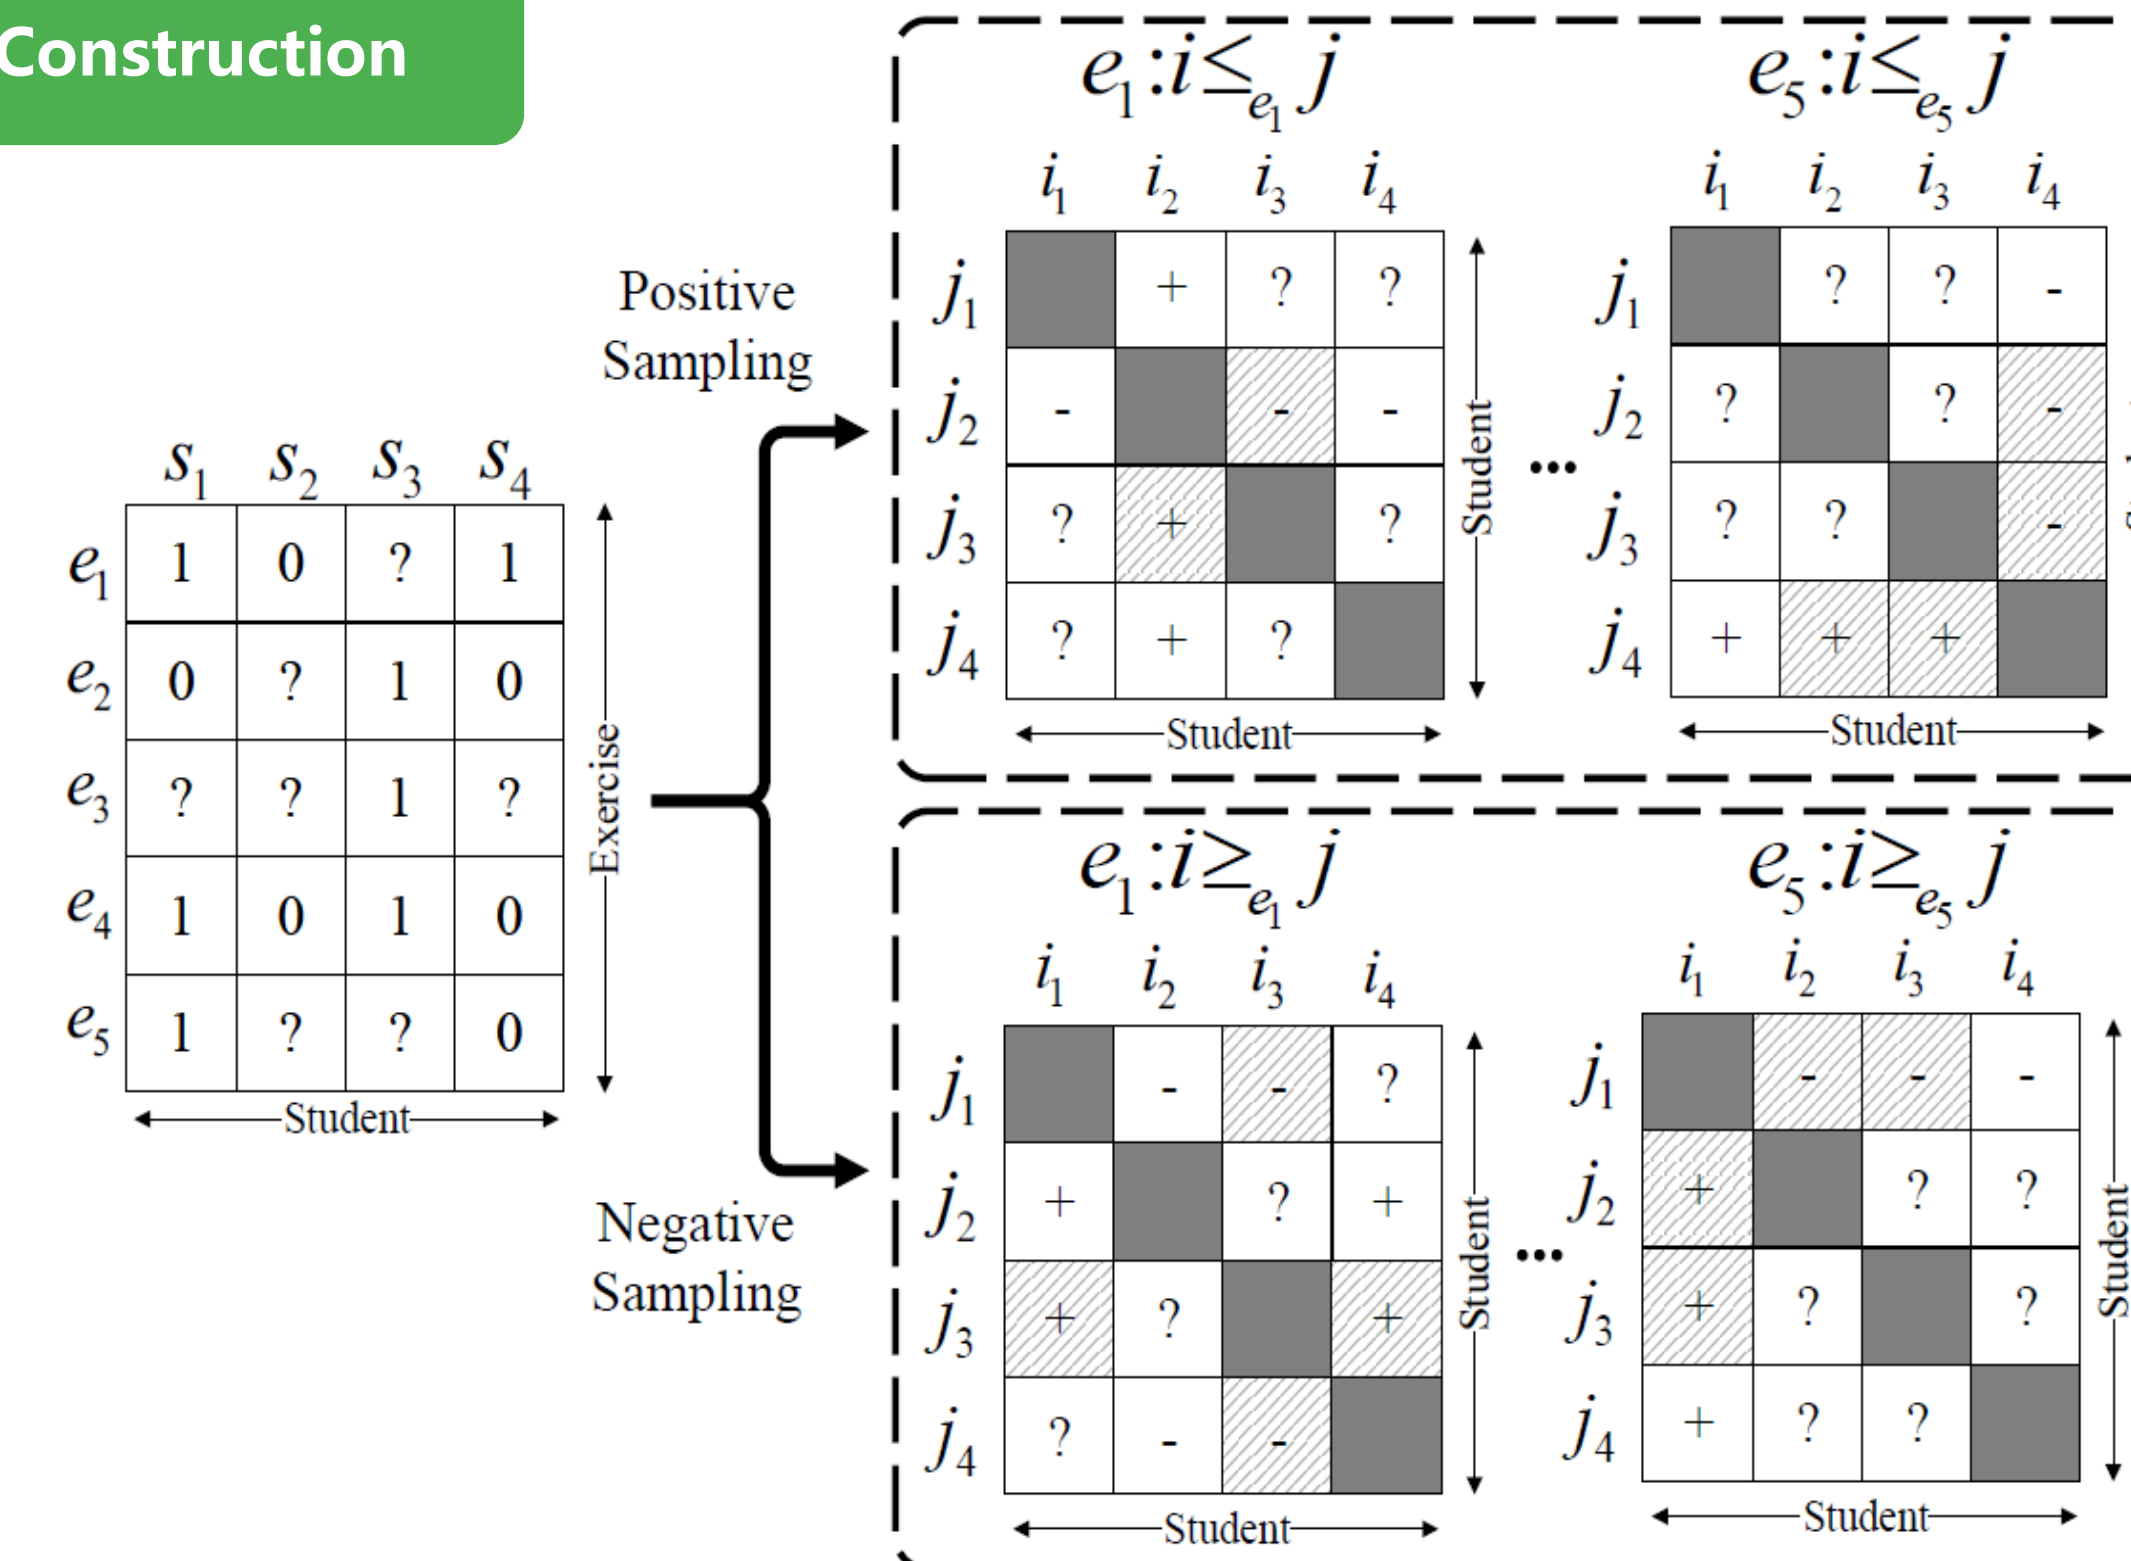 Construction
s1 s2 s3 s4
e1 1 0 ? 1
e2 0 ? 1 0
e3 ? ? 1 ?
e4 1 0 1 0
e5 1 ? ? 0
Exercise
Student
Positive
Sampling
Negative
Sampling
e1:i≤e1 j
i1 i2 i3 i4
j1 + ? ?
j2 - - -
j3 ? + ?
j4 ? + ?
Student
Student
...
e5:i≤e5 j
i1 i2 i3 i4
j1 ? ? -
j2 ? ? -
j3 ? ? -
j4 + + +
Student
e1:i≥e1 j
i1 i2 i3 i4
j1 - - ?
j2 + ? +
j3 + ? +
j4 ? - -
Student
Student
...
e5:i≥e5 j
i1 i2 i3 i4
j1 - - -
j2 + ? ?
j3 + ? ?
j4 + ? ?
Student
Student